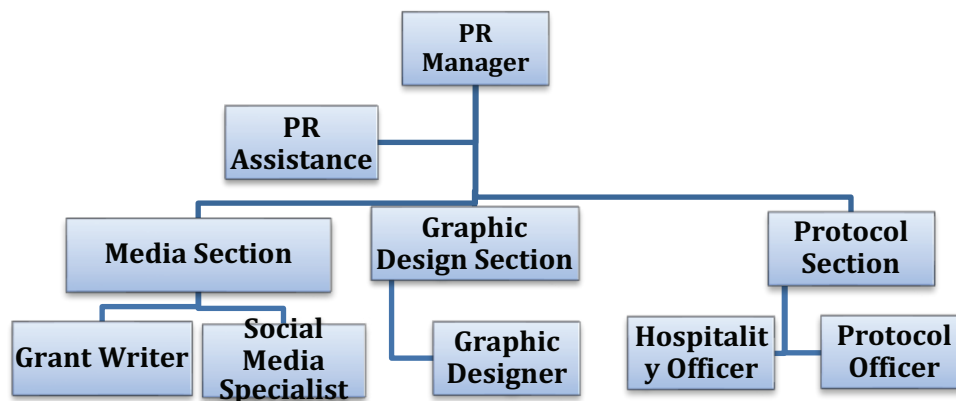 PR
Manager
PR
Assistance
Media Section
Graphic
Design Section
Protocol
Section
Grant Writer
Social
Media
Specialist
Graphic
Designer
Hospitalit
y Officer
Protocol
Officer